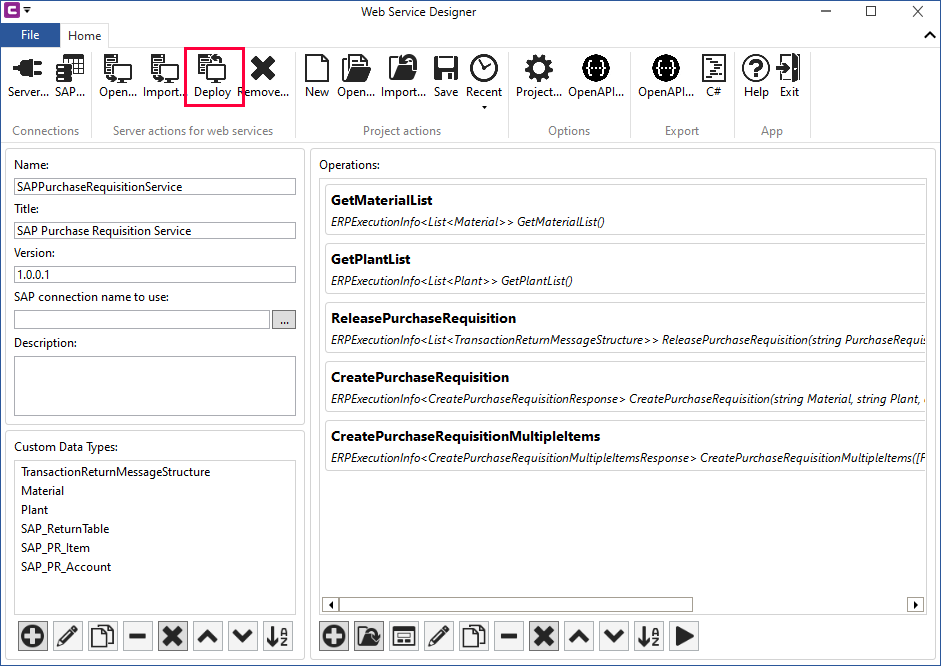 Web Service Designer
File Home
Server... SAP... Open... Import... Deploy Remove... New Open... Import... Save Recent Project... OpenAPI... OpenAPI... C# Help Exit
Connections Server actions for web services Project actions Options Export App
Name:
SAPPurchaseRequisitionService
Title:
SAP Purchase Requisition Service
Version:
1.0.0.1
SAP connection name to use:
...
Description:
Custom Data Types:
TransactionReturnMessageStructure
Material
Plant
SAP_ReturnTable
SAP_PR_Item
SAP_PR_Account
Operations:
GetMaterialList
ERPExecutionInfo<List<Material>> GetMaterialList()
GetPlantList
ERPExecutionInfo<List<Plant>> GetPlantList()
ReleasePurchaseRequisition
ERPExecutionInfo<List<TransactionReturnMessageStructure>> ReleasePurchaseRequisition(string PurchaseRequis
CreatePurchaseRequisition
ERPExecutionInfo<CreatePurchaseRequisitionResponse> CreatePurchaseRequisition(string Material, string Plant,
CreatePurchaseRequisitionMultipleItems
ERPExecutionInfo<CreatePurchaseRequisitionMultipleItemsResponse> CreatePurchaseRequisitionMultipleItems([